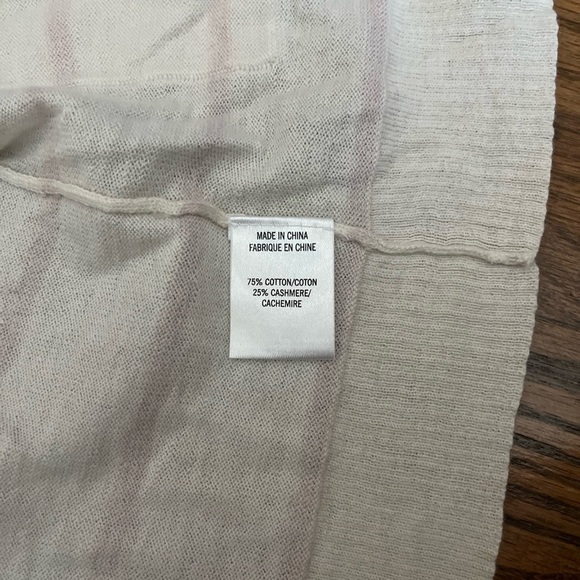 MADE IN CHINA
FABRIQUE EN CHINE
75% COTTON/COTON
25% CASHMERE/
CACHEMIRE